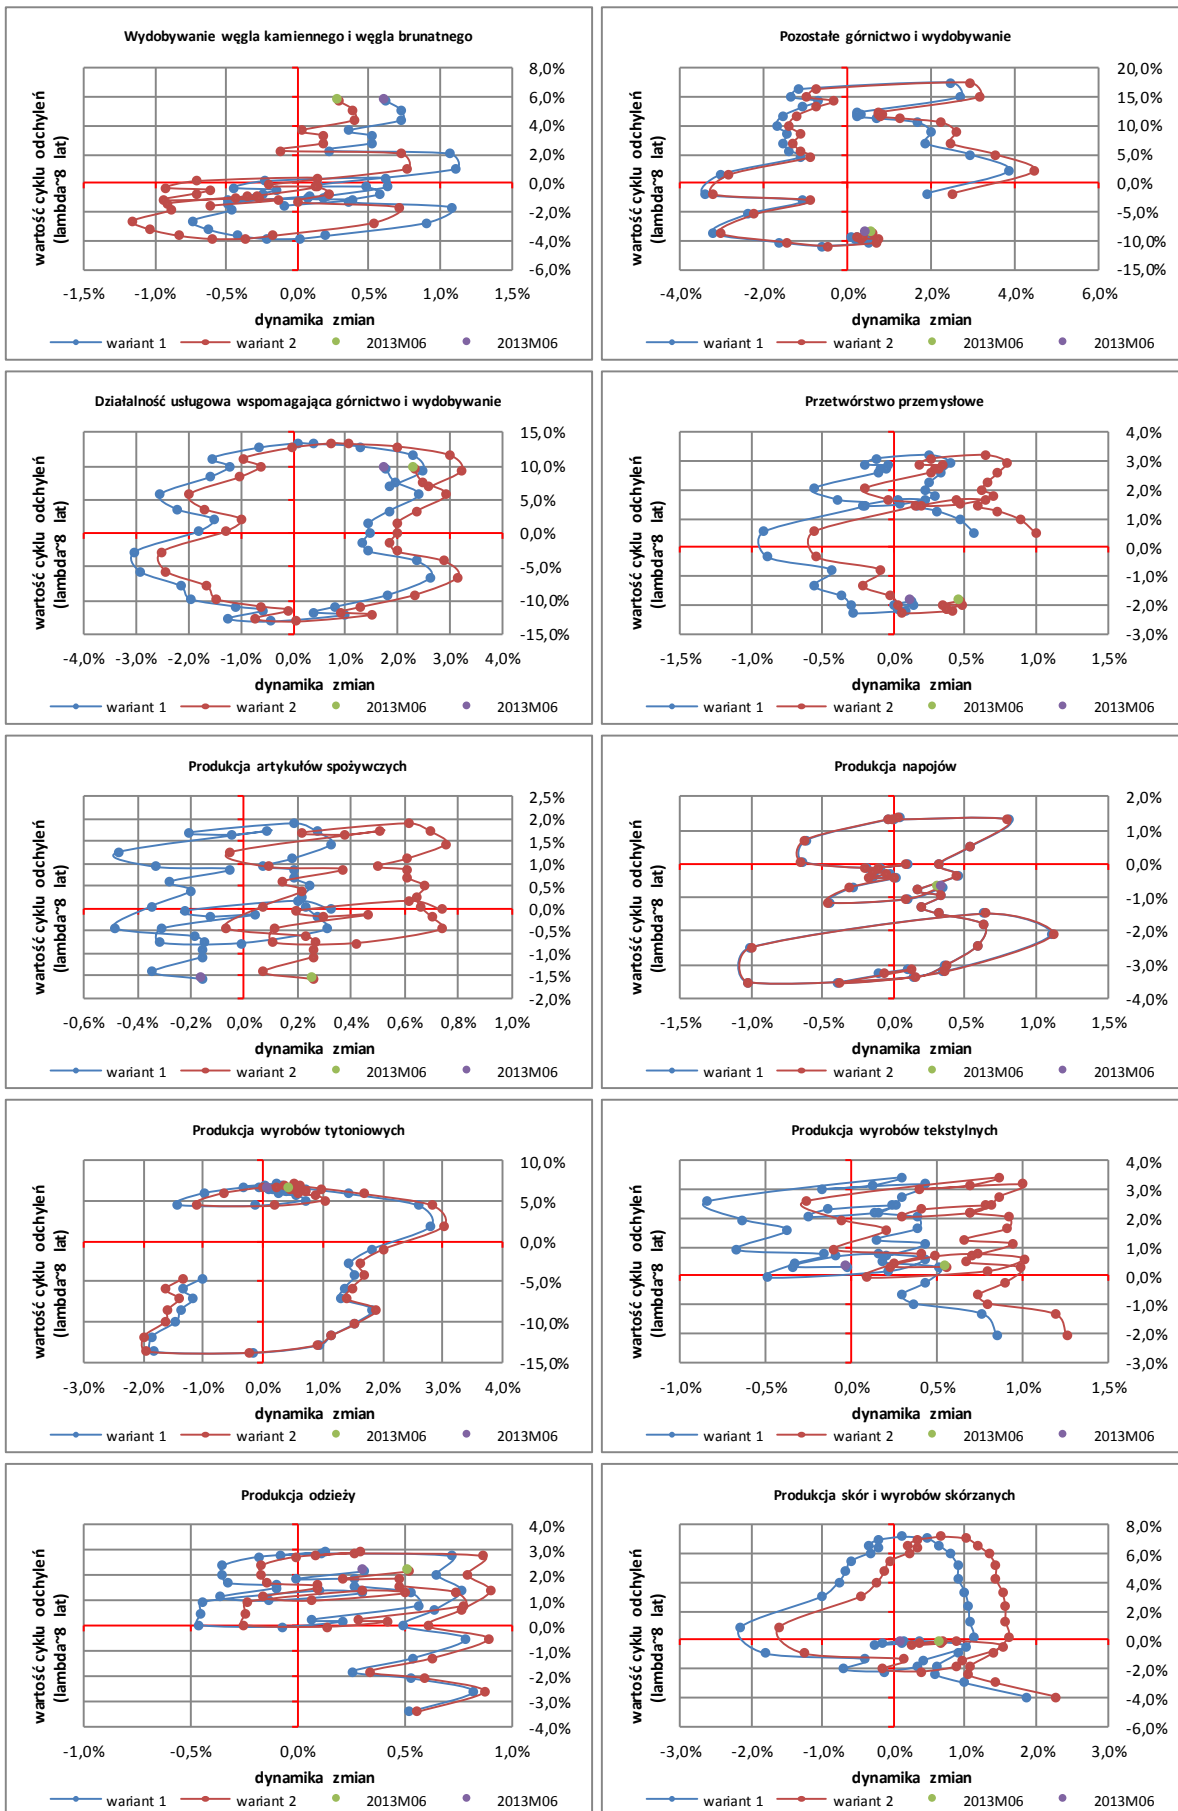 Wydobywanie węgla kamiennego i węgla brunatnego
wartość cyklu odchyleń
(lambda~8 lat)
8,0%
6,0%
4,0%
2,0%
0,0%
-2,0%
-4,0%
-6,0%
-1,5% -1,0% -0,5% 0,0% 0,5% 1,0% 1,5%
dynamika zmian
wariant 1 wariant 2 2013M06 2013M06
Pozostałe górnictwo i wydobywanie
wartość cyklu odchyleń
(lambda~8 lat)
20,0%
15,0%
10,0%
5,0%
0,0%
-5,0%
-10,0%
-15,0%
-4,0% -2,0% 0,0% 2,0% 4,0% 6,0%
dynamika zmian
wariant 1 wariant 2 2013M06 2013M06
Działalność usługowa wspomagająca górnictwo i wydobywanie
wartość cyklu odchyleń
(lambda~8 lat)
15,0%
10,0%
5,0%
0,0%
-5,0%
-10,0%
-15,0%
-4,0% -3,0% -2,0% -1,0% 0,0% 1,0% 2,0% 3,0% 4,0%
dynamika zmian
wariant 1 wariant 2 2013M06 2013M06
Przetwórstwo przemysłowe
wartość cyklu odchyleń
(lambda~8 lat)
4,0%
3,0%
2,0%
1,0%
0,0%
-1,0%
-2,0%
-3,0%
-1,5% -1,0% -0,5% 0,0% 0,5% 1,0% 1,5%
dynamika zmian
wariant 1 wariant 2 2013M06 2013M06
Produkcja artykułów spożywczych
wartość cyklu odchyleń
(lambda~8 lat)
2,5%
2,0%
1,5%
1,0%
0,5%
0,0%
-0,5%
-1,0%
-1,5%
-2,0%
-0,6% -0,4% -0,2% 0,0% 0,2% 0,4% 0,6% 0,8% 1,0%
dynamika zmian
wariant 1 wariant 2 2013M06 2013M06
Produkcja napojów
wartość cyklu odchyleń
(lambda~8 lat)
2,0%
1,0%
0,0%
-1,0%
-2,0%
-3,0%
-4,0%
-1,5% -1,0% -0,5% 0,0% 0,5% 1,0% 1,5%
dynamika zmian
wariant 1 wariant 2 2013M06 2013M06
Produkcja wyrobów tytoniowych
wartość cyklu odchyleń
(lambda~8 lat)
10,0%
5,0%
0,0%
-5,0%
-10,0%
-15,0%
-3,0% -2,0% -1,0% 0,0% 1,0% 2,0% 3,0% 4,0%
dynamika zmian
wariant 1 wariant 2 2013M06 2013M06
Produkcja wyrobów tekstylnych
wartość cyklu odchyleń
(lambda~8 lat)
4,0%
3,0%
2,0%
1,0%
0,0%
-1,0%
-2,0%
-3,0%
-1,0% -0,5% 0,0% 0,5% 1,0% 1,5%
dynamika zmian
wariant 1 wariant 2 2013M06 2013M06
Produkcja odzieży
wartość cyklu odchyleń
(lambda~8 lat)
4,0%
3,0%
2,0%
1,0%
0,0%
-1,0%
-2,0%
-3,0%
-4,0%
-1,0% -0,5% 0,0% 0,5% 1,0%
dynamika zmian
wariant 1 wariant 2 2013M06 2013M06
Produkcja skór i wyrobów skórzanych
wartość cyklu odchyleń
(lambda~8 lat)
8,0%
6,0%
4,0%
2,0%
0,0%
-2,0%
-4,0%
-6,0%
-3,0% -2,0% -1,0% 0,0% 1,0% 2,0% 3,0%
dynamika zmian
wariant 1 wariant 2 2013M06 2013M06